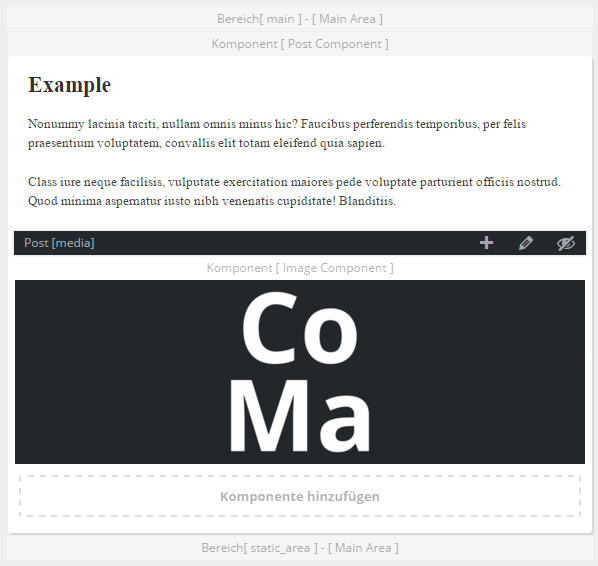 Bereich[ main ] - [ Main Area ]
Komponent [ Post Component ]
Example
Nonummy lacinia taciti, nullam omnis minus hic? Faucibus perferendis temporibus, per felis
praesentium voluptatem, convallis elit totam eleifend quia sapien.
Class iure neque facilisis, vulputate exercitation maiores pede voluptate parturient officiis nostrud.
Quod minima aspernatur iusto nibh venenatis cupiditate! Blanditiis.
Post [media]
Komponent [ Image Component ]
Co
Ma
Komponente hinzufügen
Bereich[ static_area ] - [ Main Area ]